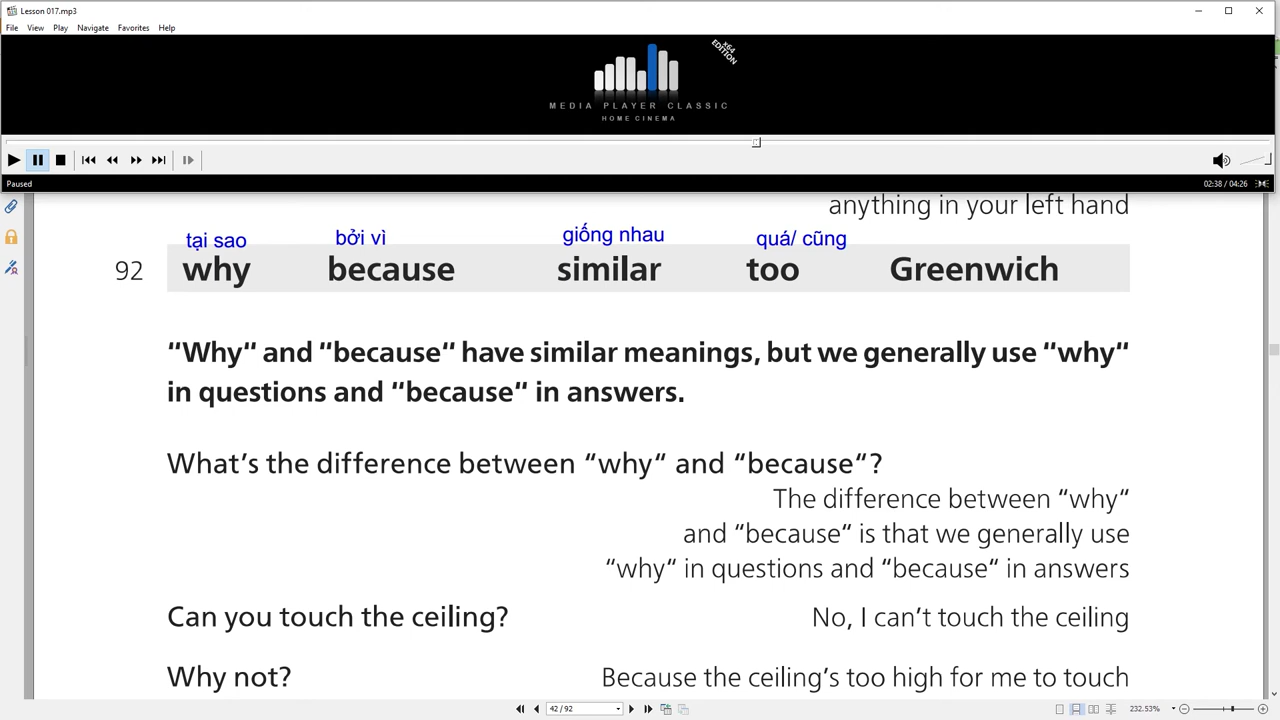 Lesson 017.mp3
File View Play Navigate Favorites Help
x64 EDITION
MEDIA PLAYER CLASSIC
HOME CINEMA
Paused
02:38 / 04:26
anything in your left hand
tại sao bởi vì giống nhau quá/ cũng
92 why because similar too Greenwich
“Why“ and “because“ have similar meanings, but we generally use “why“
in questions and “because“ in answers.
What’s the difference between “why“ and “because“?
The difference between “why“
and “because“ is that we generally use
“why“ in questions and “because“ in answers
Can you touch the ceiling? No, I can’t touch the ceiling
Why not? Because the ceiling’s too high for me to touch
42 / 92
232.53%